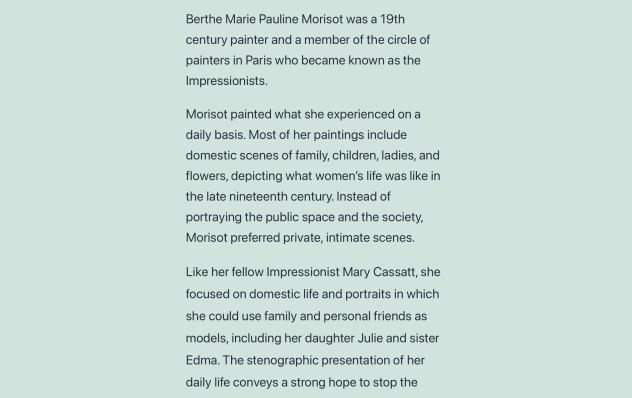 Berthe Marie Pauline Morisot was a 19th
century painter and a member of the circle of
painters in Paris who became known as the
Impressionists.
Morisot painted what she experienced on a
daily basis. Most of her paintings include
domestic scenes of family, children, ladies, and
flowers, depicting what women’s life was like in
the late nineteenth century. Instead of
portraying the public space and the society,
Morisot preferred private, intimate scenes.
Like her fellow Impressionist Mary Cassatt, she
focused on domestic life and portraits in which
she could use family and personal friends as
models, including her daughter Julie and sister
Edma. The stenographic presentation of her
daily life conveys a strong hope to stop the